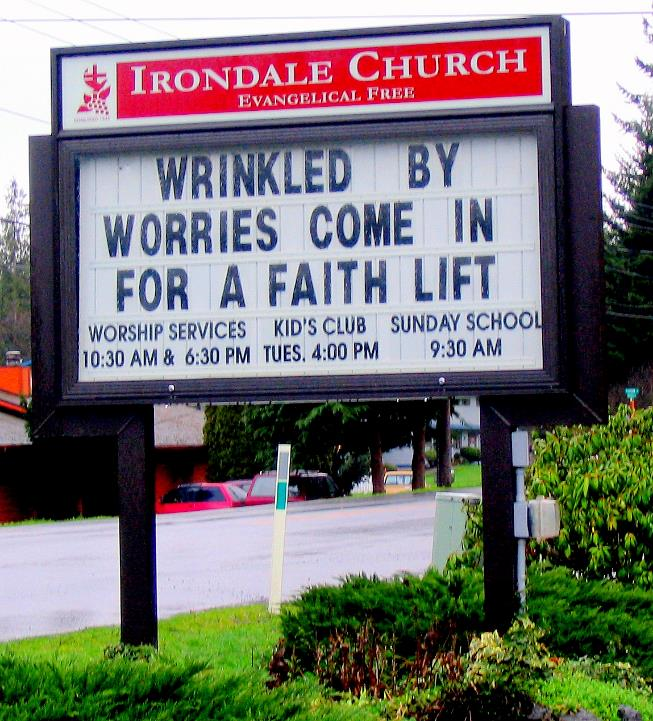 IRONDALE CHURCH
EVANGELICAL FREE
WRINKLED BY
WORRIES COME IN
FOR A FAITH LIFT
WORSHIP SERVICES KID'S CLUB SUNDAY SCHOOL
10:30 AM & 6:30 PM TUES. 4:00 PM 9:30 AM